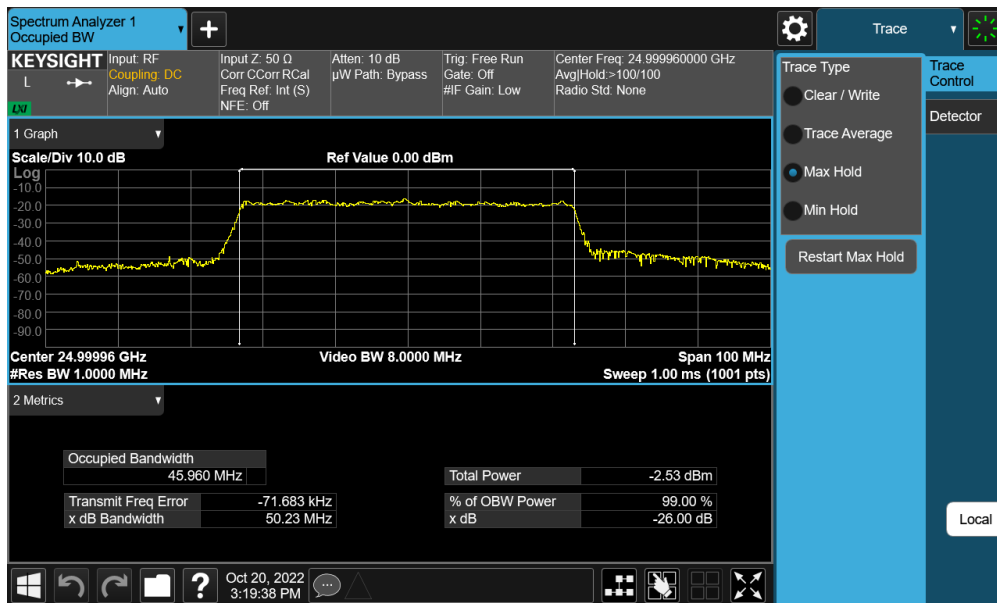 Spectrum Analyzer 1
Occupied BW
+
Trace
KEYSIGHT
L
LXI
Input: RF
Coupling: DC
Align: Auto
Input Z: 50 Ω
Corr CCorr RCal
Freq Ref: Int (S)
NFE: Off
Atten: 10 dB
µW Path: Bypass
Trig: Free Run
Gate: Off
#IF Gain: Low
Center Freq: 24.999960000 GHz
Avg|Hold:>100/100
Radio Std: None
Trace Type
Clear / Write
Trace Average
Max Hold
Min Hold
Restart Max Hold
Trace
Control
Detector
1 Graph
Scale/Div 10.0 dB
Ref Value 0.00 dBm
Log
-10.0
-20.0
-30.0
-40.0
-50.0
-60.0
-70.0
-80.0
-90.0
Center 24.99996 GHz
Video BW 8.0000 MHz
Span 100 MHz
#Res BW 1.0000 MHz
Sweep 1.00 ms (1001 pts)
2 Metrics
Occupied Bandwidth
45.960 MHz
Total Power -2.53 dBm
Transmit Freq Error -71.683 kHz
% of OBW Power 99.00 %
x dB Bandwidth 50.23 MHz
x dB -26.00 dB
Local
?
Oct 20, 2022
3:19:38 PM